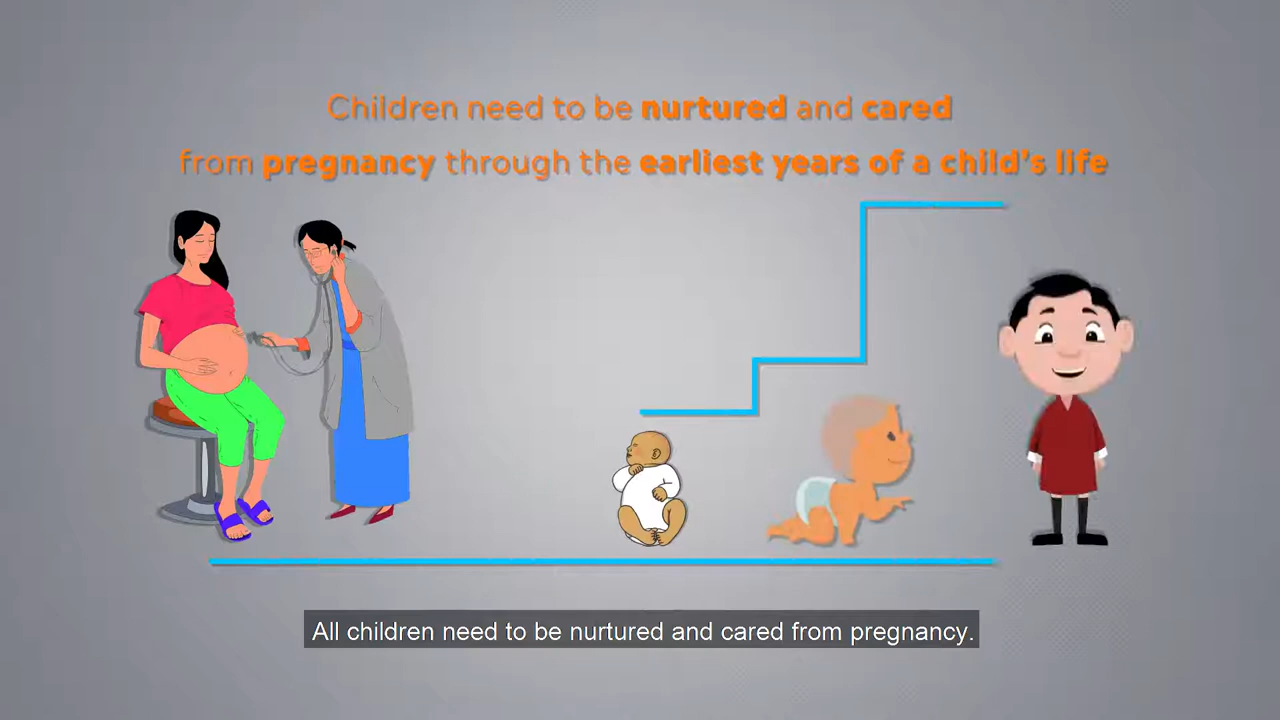 Children need to be nurtured and cared
from pregnancy through the earliest years of a child's life
All children need to be nurtured and cared from pregnancy.